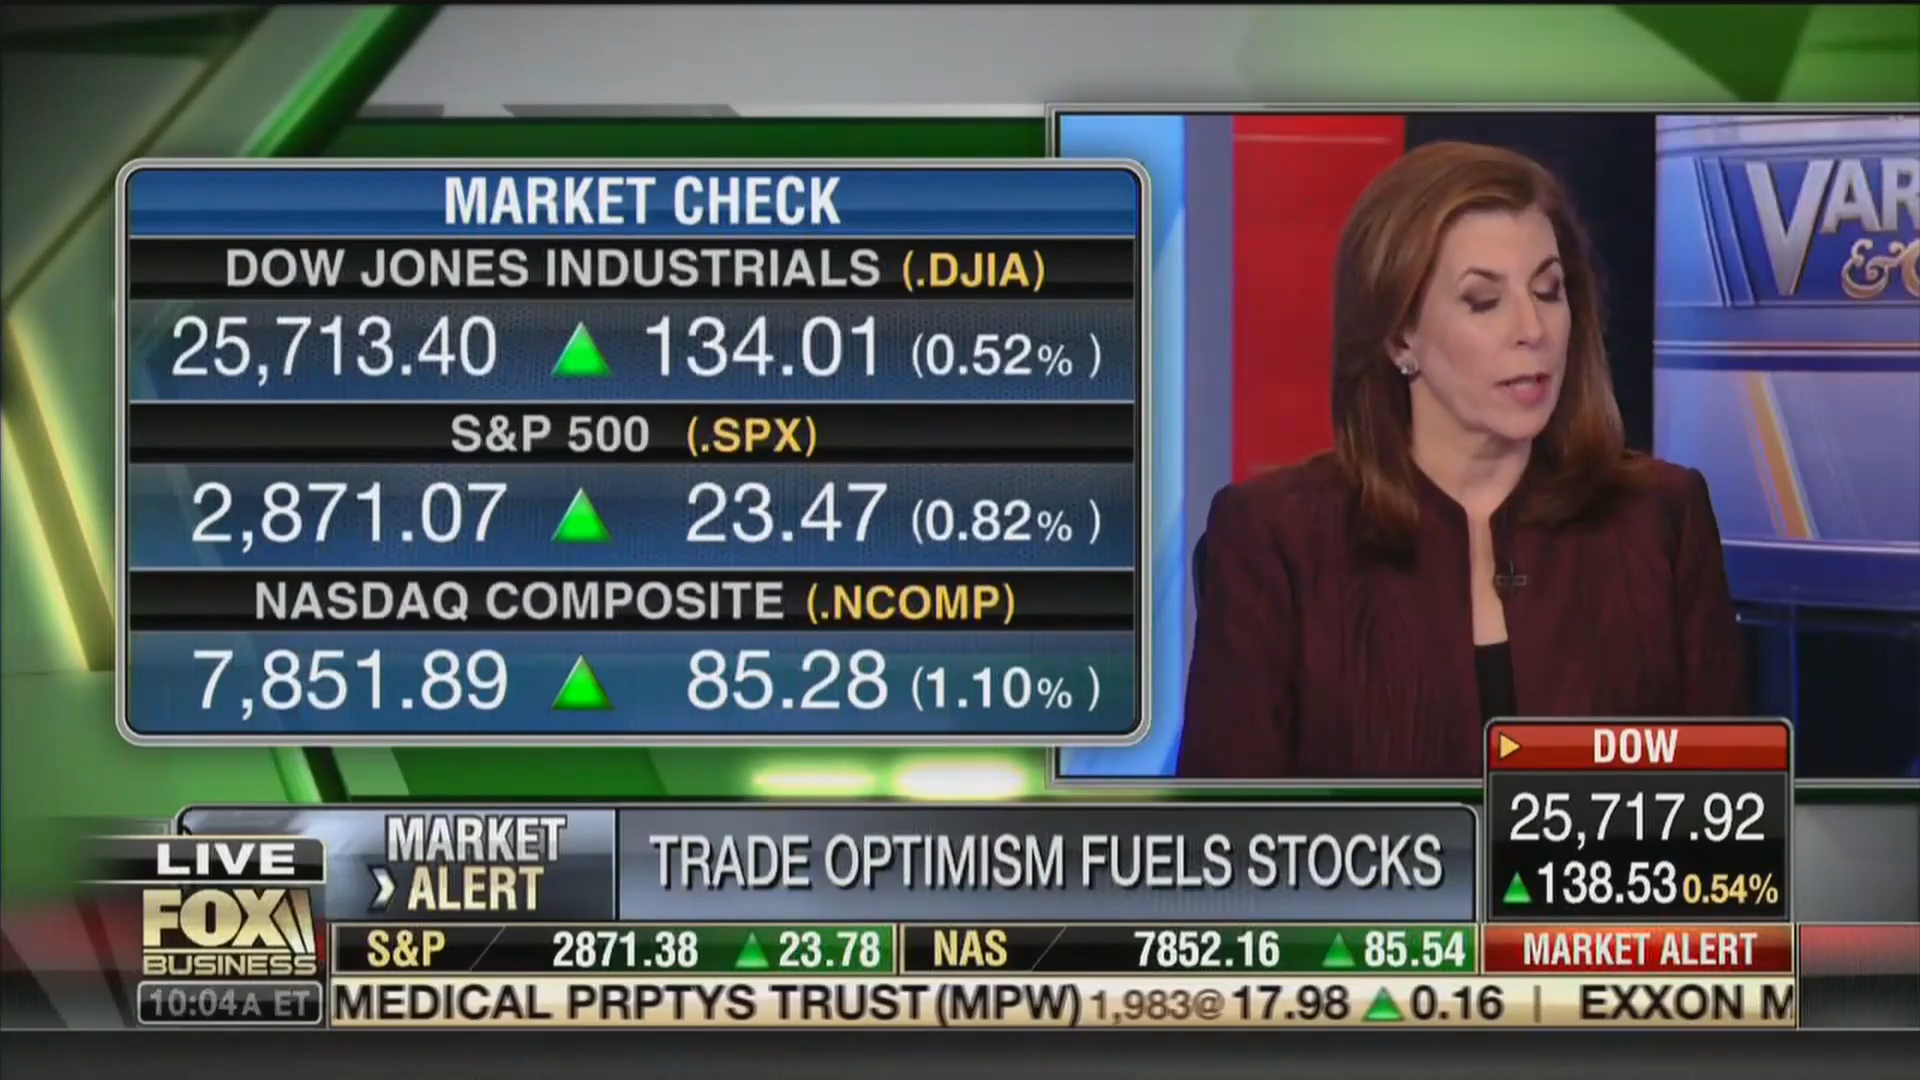 MARKET CHECK
DOW JONES INDUSTRIALS (.DJIA)
25,713.40 ▲ 134.01 (0.52% )
S&P 500 (.SPX)
2,871.07 ▲ 23.47 (0.82% )
NASDAQ COMPOSITE (.NCOMP)
7,851.89 ▲ 85.28 (1.10% )
VAR
&
DOW
25,717.92
▲138.53 0.54%
MARKET ALERT
LIVE
FOX
BUSINESS
10:04A ET
MARKET
ALERT
TRADE OPTIMISM FUELS STOCKS
S&P 2871.38 ▲23.78
NAS 7852.16 ▲85.54
MEDICAL PRPTYS TRUST (MPW) 1,983@17.98 ▲0.16 | EXXON M